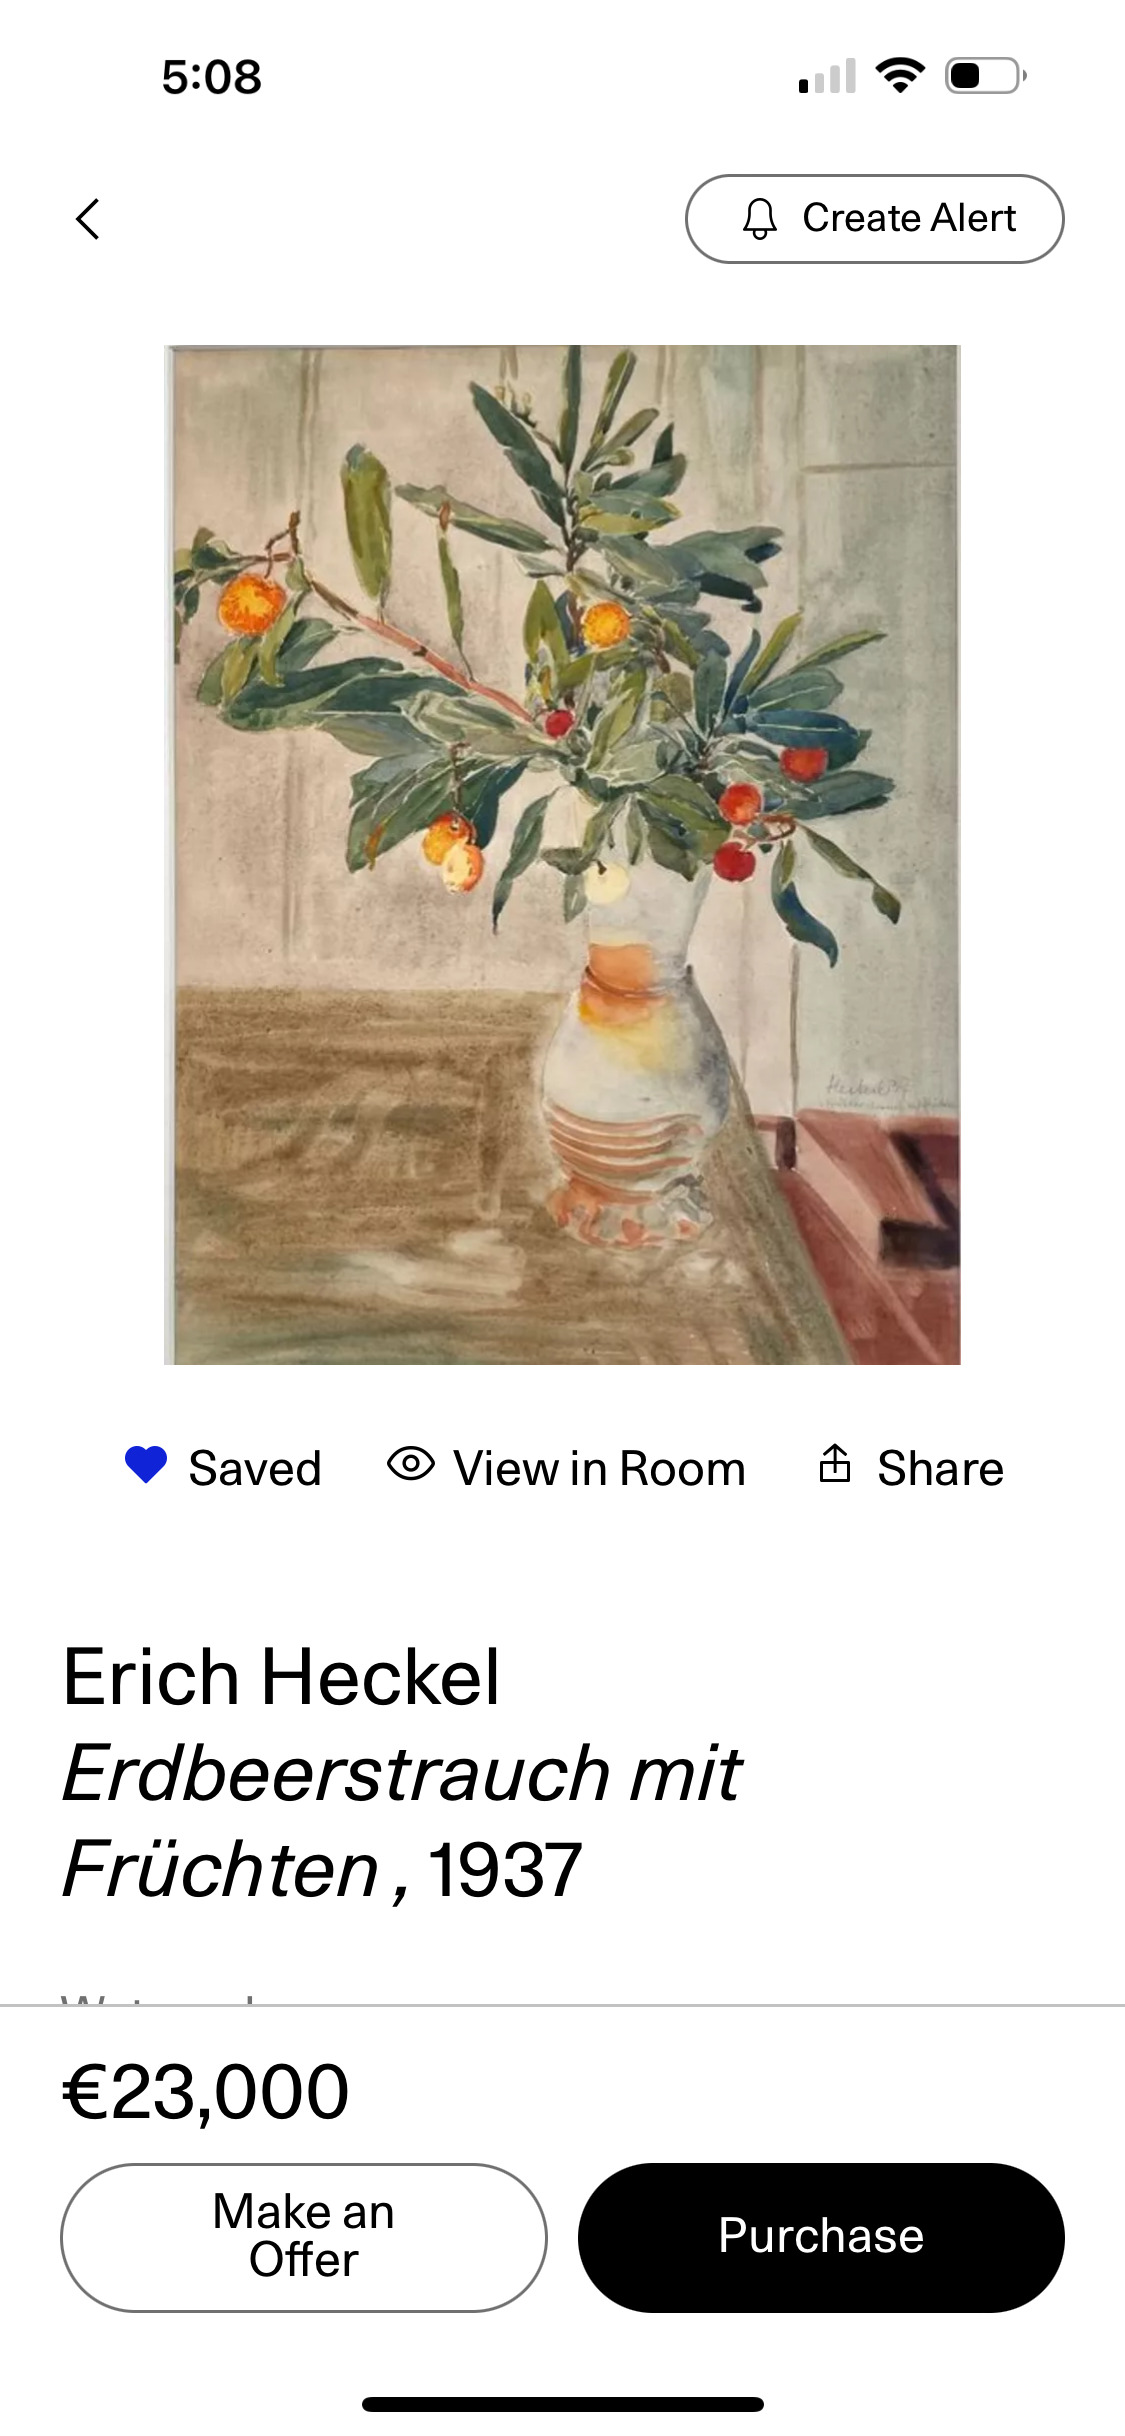 5:08
Create Alert
Heckel 37
Saved
View in Room
Share
Erich Heckel
Erdbeerstrauch mit
Früchten , 1937
€23,000
Make an
Offer
Purchase